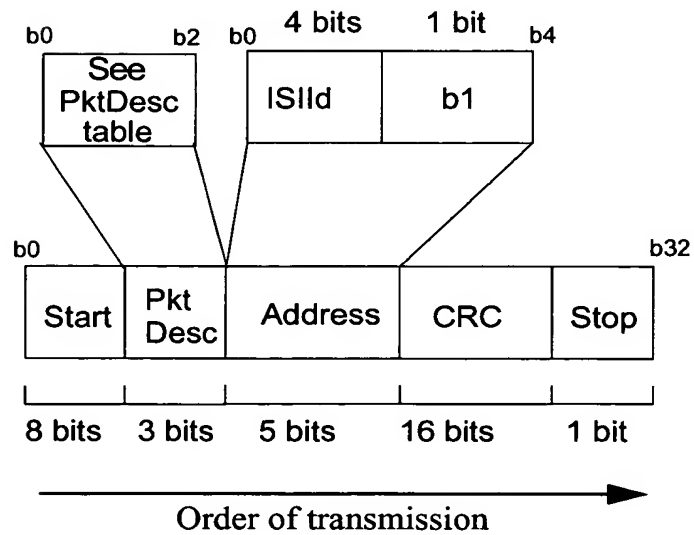 4 bits 1 bit
b0 b2 b0 b4
See
PktDesc
table
ISIId b1
b0 b32
Start Pkt
Desc Address CRC Stop
8 bits 3 bits 5 bits 16 bits 1 bit
Order of transmission